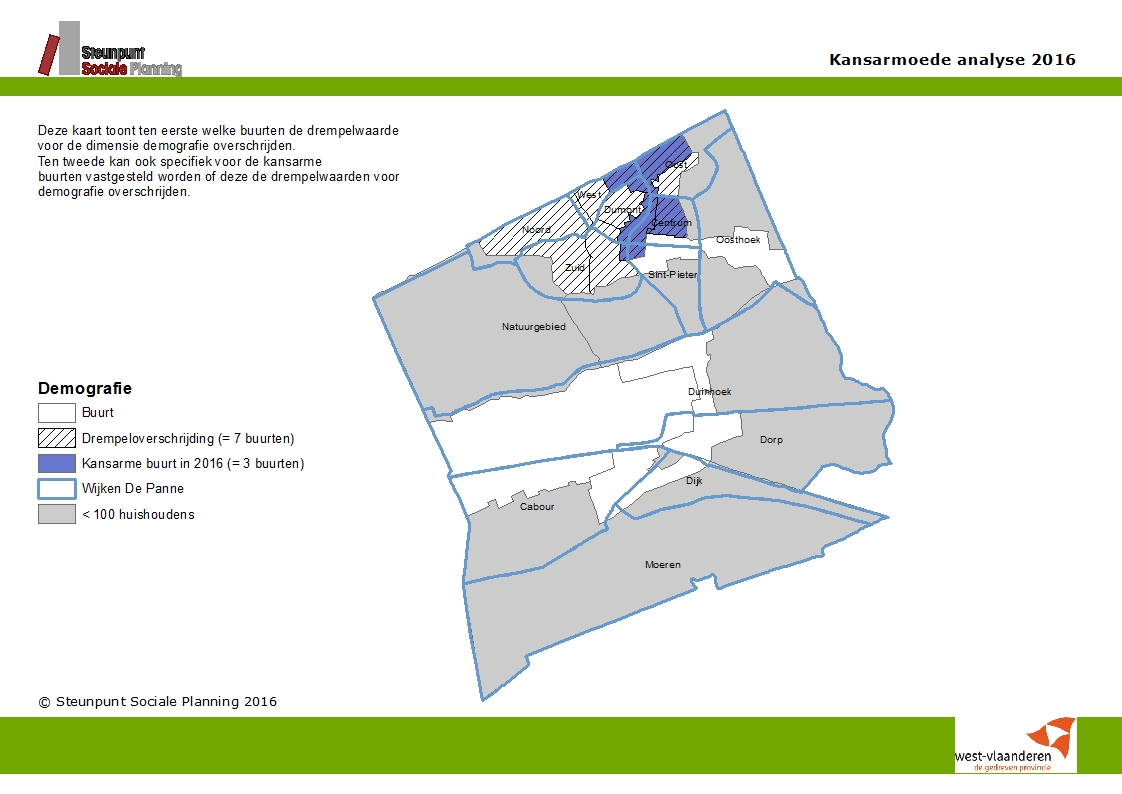 Steunpunt
Sociale Planning
Kansarmoede analyse 2016
Deze kaart toont ten eerste welke buurten de drempelwaarde
voor de dimensie demografie overschrijden.
Ten tweede kan ook specifiek voor de kansarme
buurten vastgesteld worden of deze de drempelwaarden voor
demografie overschrijden.
Oost
West
Dumont
Centrum
Noord
Oosthoek
Zuid
Sint-Pieter
Natuurgebied
Duinhoek
Dorp
Dijk
Cabour
Moeren
Demografie
Buurt
Drempeloverschrijding (= 7 buurten)
Kansarme buurt in 2016 (= 3 buurten)
Wijken De Panne
< 100 huishoudens
© Steunpunt Sociale Planning 2016
west-vlaanderen
de gedreven provincie